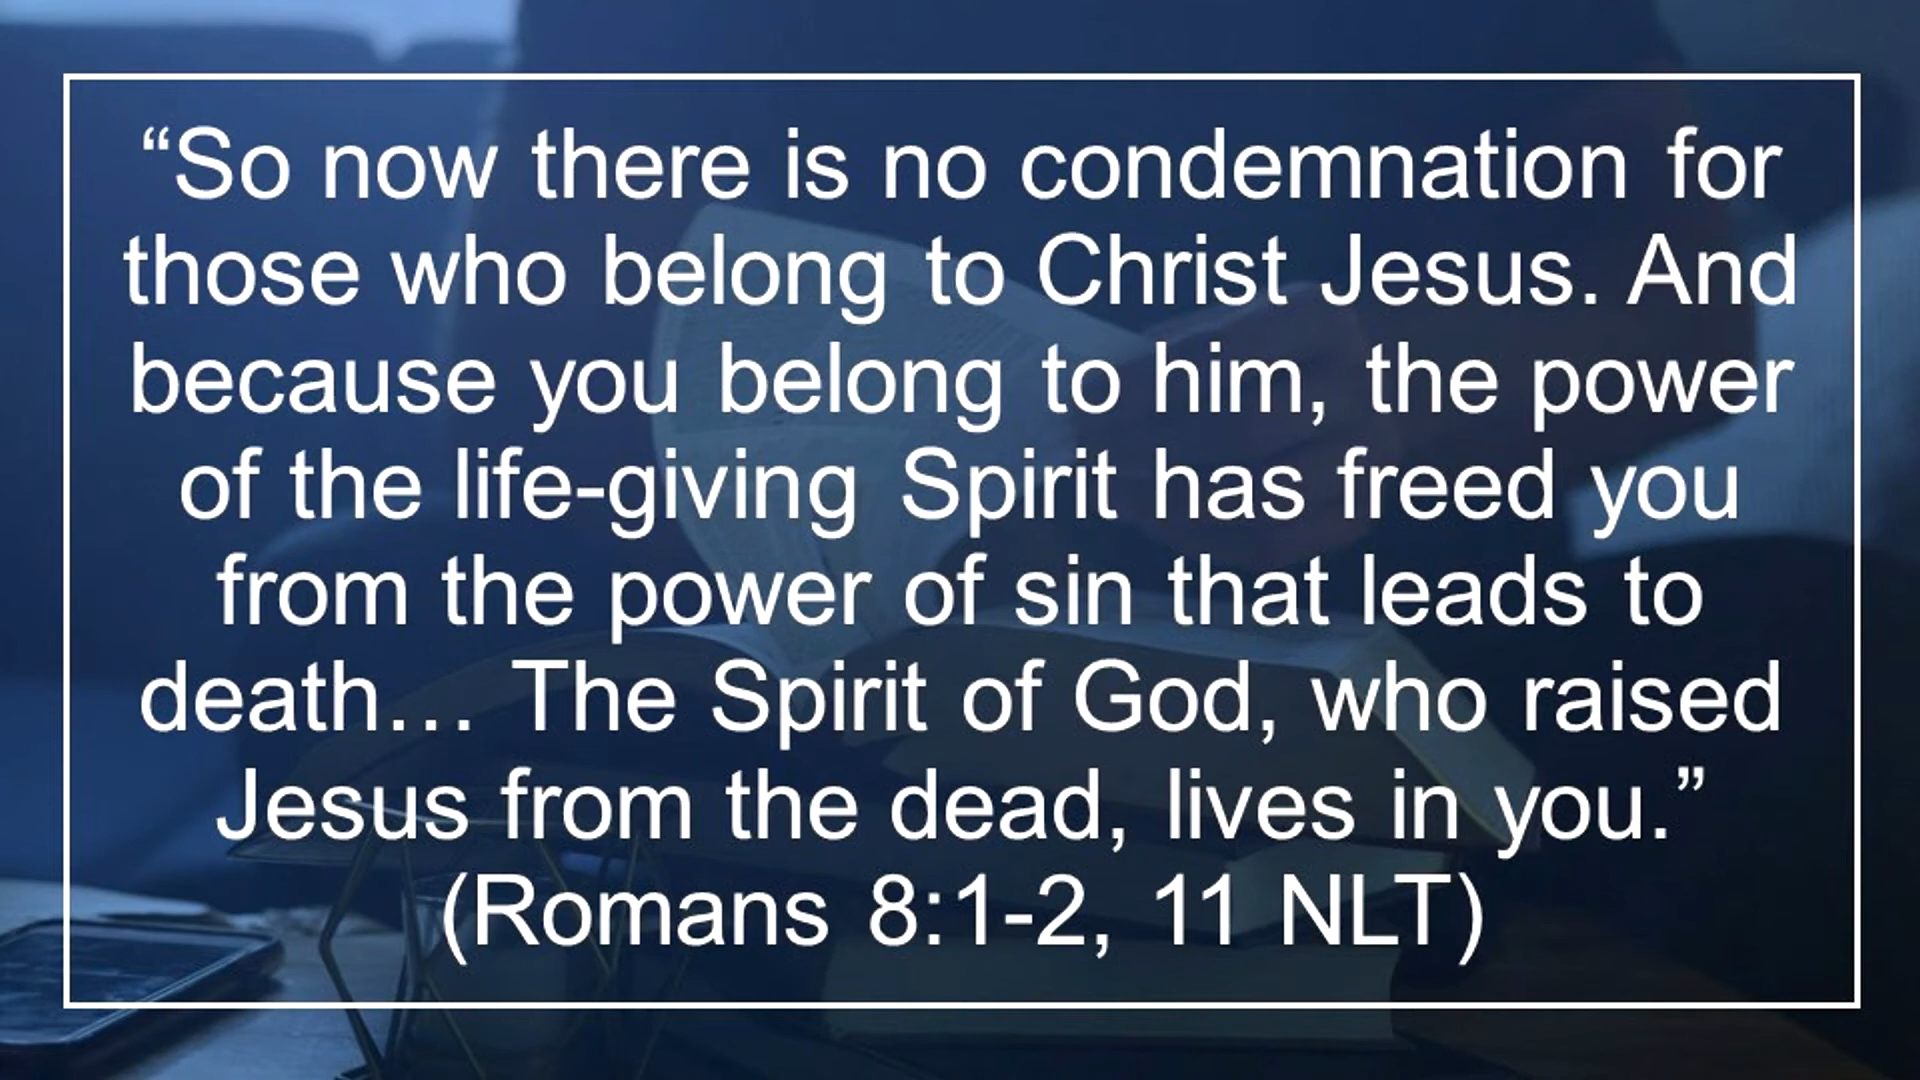 “So now there is no condemnation for
those who belong to Christ Jesus. And
because you belong to him, the power
of the life-giving Spirit has freed you
from the power of sin that leads to
death… The Spirit of God, who raised
Jesus from the dead, lives in you.”
(Romans 8:1-2, 11 NLT)